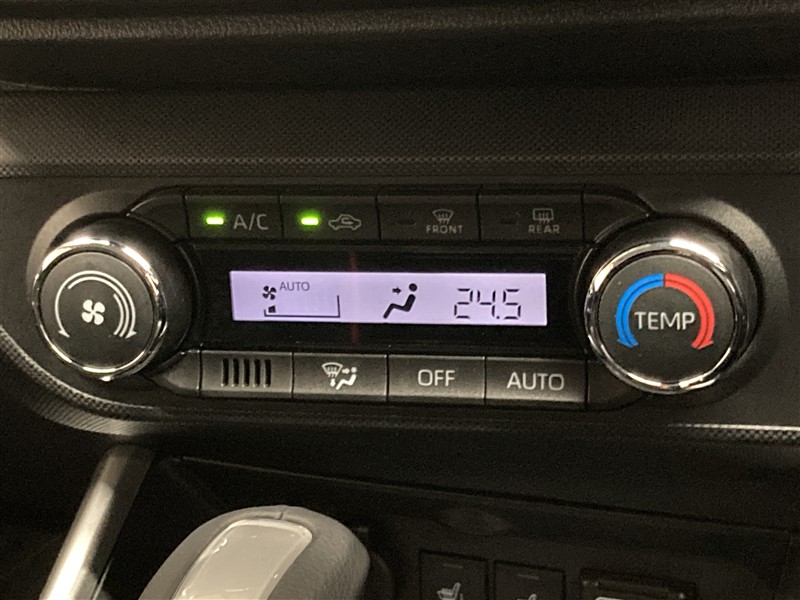 A/C
FRONT
REAR
AUTO
24.5
TEMP
OFF
AUTO